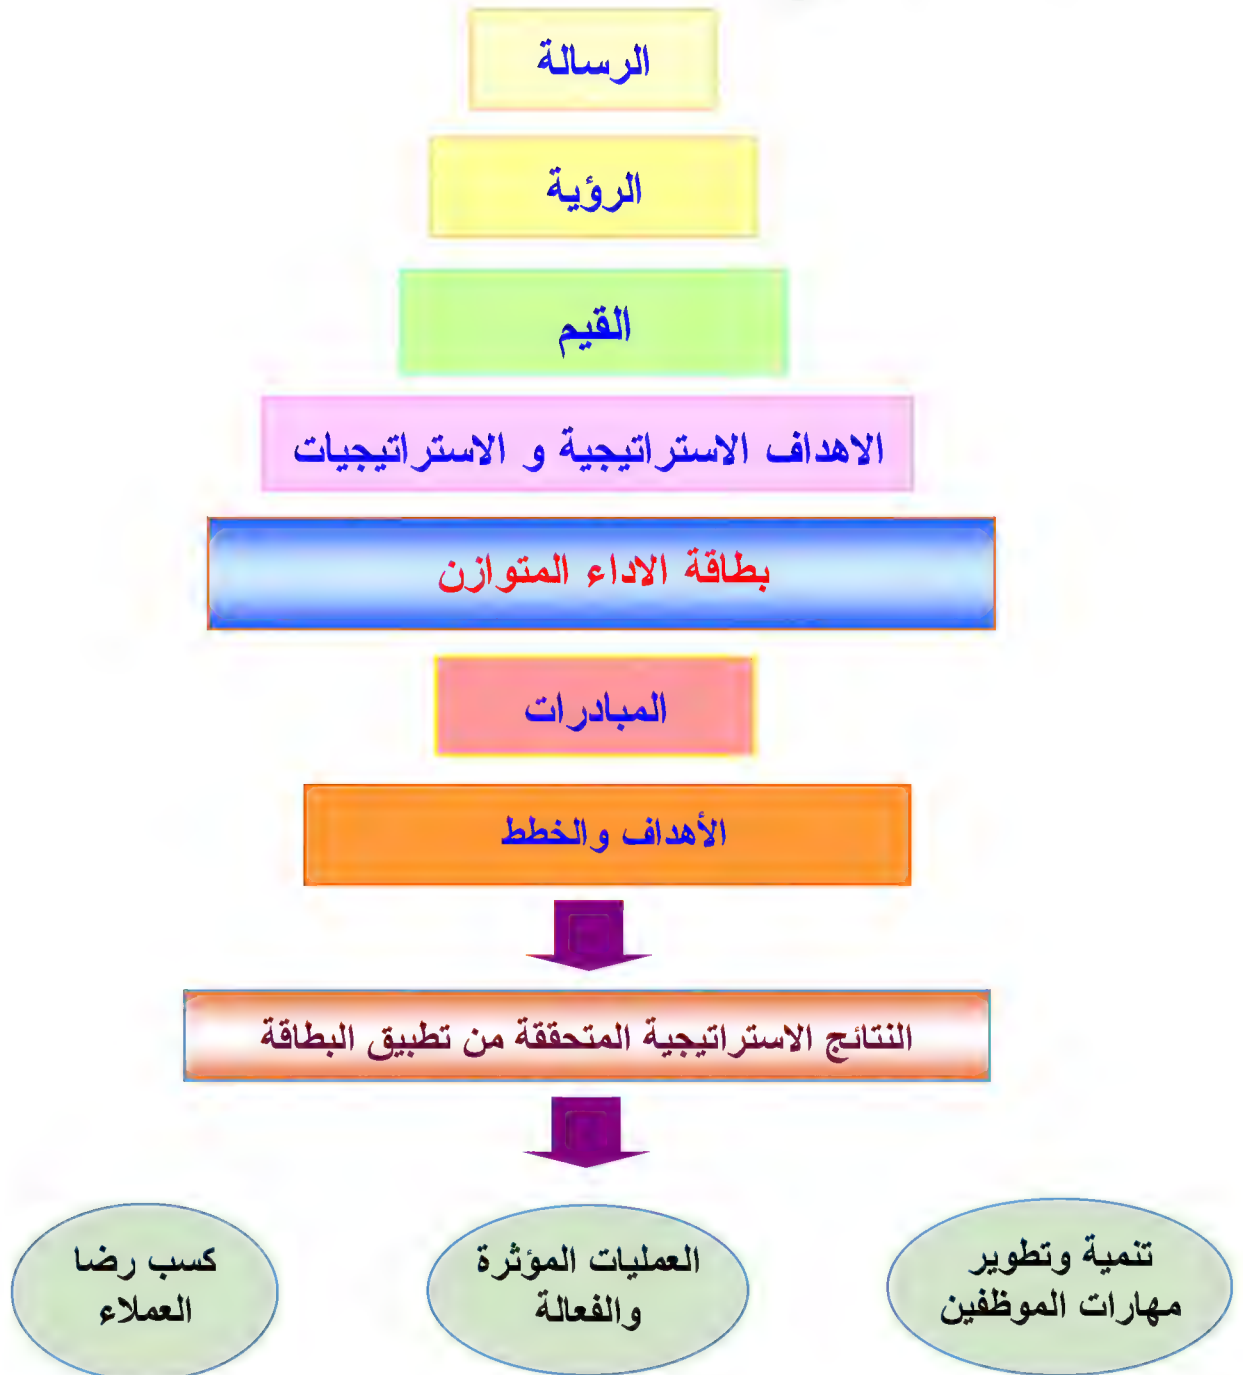 الرسالة
الرؤية
القيم
الاهداف الاستراتيجية و الاستراتيجيات
بطاقة الاداء المتوازن
المبادرات
الأهداف والخطط
النتائج الاستراتيجية المتحققة من تطبيق البطاقة
تنمية وتطوير
مهارات الموظفين
العمليات المؤثرة
والفعالة
كسب رضا
العملاء